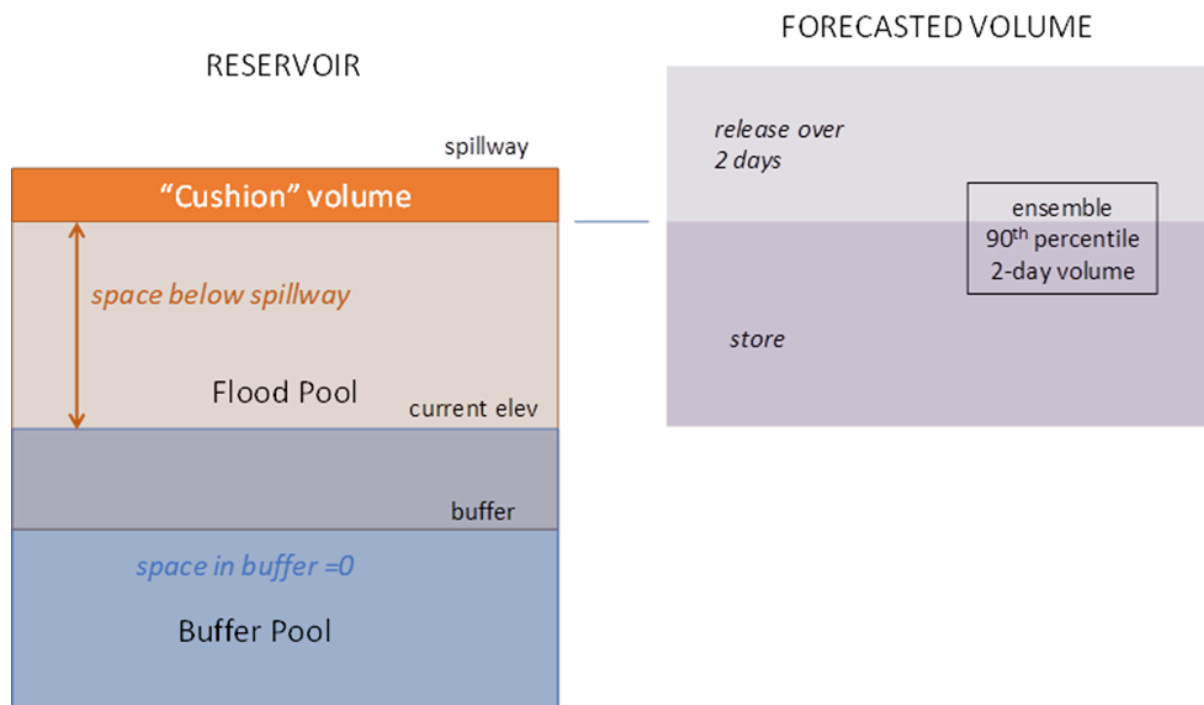 FORECASTED VOLUME
RESERVOIR
spillway
"Cushion" volume
release over
2 days
ensemble
90th percentile
2-day volume
space below spillway
store
Flood Pool
current elev
buffer
space in buffer =0
Buffer Pool